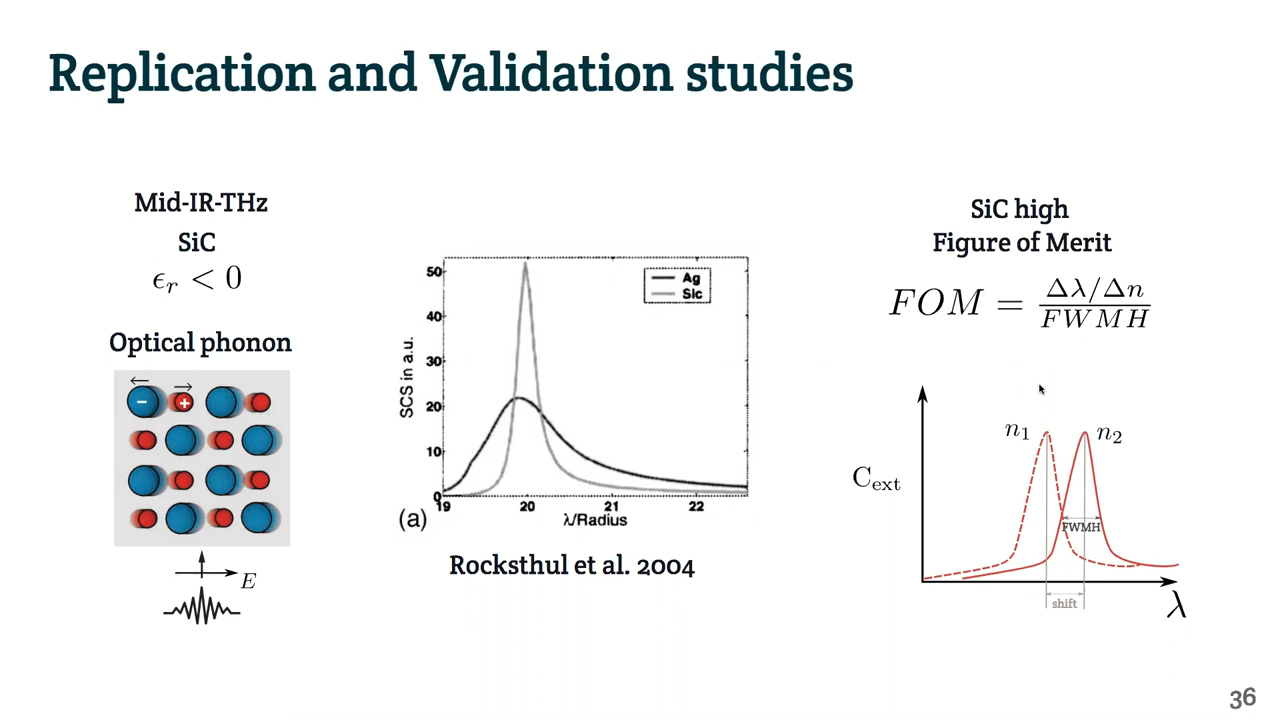 Replication and Validation studies
Mid-IR-THz
SiC
ϵ_r < 0
Optical phonon
−
+
E
50
40
30
20
10
0
SCS in a.u.
Ag
Sic
19
20
21
22
λ/Radius
(a)
Rocksthul et al. 2004
SiC high
Figure of Merit
FOM = Δλ/Δn / FWMH
n₁
n₂
C_ext
FWMH
shift
λ
36